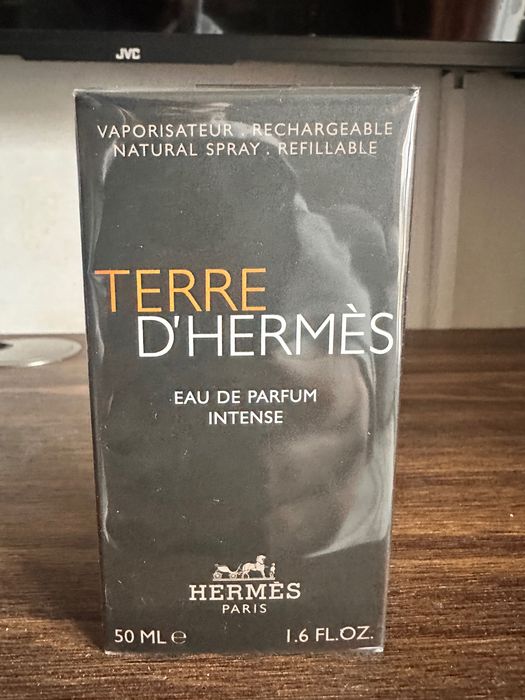 JVC
VAPORISATEUR . RECHARGEABLE
NATURAL SPRAY . REFILLABLE
TERRE
D'HERMÈS
EAU DE PARFUM
INTENSE
HERMÈS
PARIS
50 ML ℮ 1.6 FL.OZ.